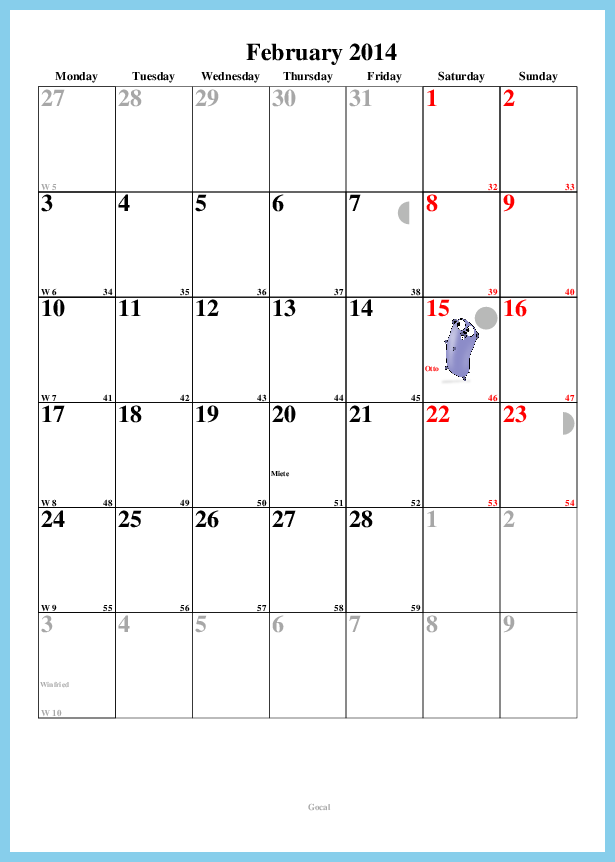 February 2014
Monday Tuesday Wednesday Thursday Friday Saturday Sunday
27 28 29 30 31 1 2
W 5 32 33
3 4 5 6 7 8 9
W 6 34 35 36 37 38 39 40
10 11 12 13 14 15 16
Otto
W 7 41 42 43 44 45 46 47
17 18 19 20 21 22 23
Miete
W 8 48 49 50 51 52 53 54
24 25 26 27 28 1 2
W 9 55 56 57 58 59
3 4 5 6 7 8 9
Winfried
W 10
Gocal